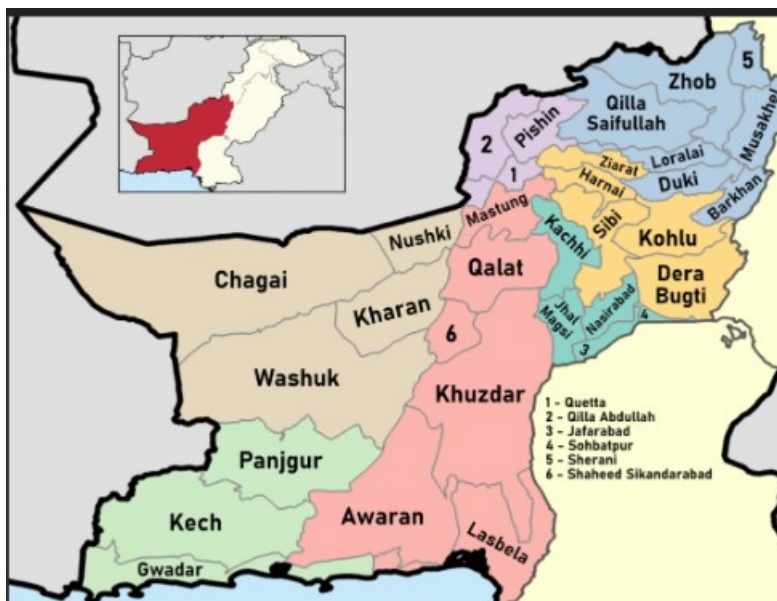 Zhob
5
Qilla
Saifullah
Musakhel
2
Pishin
1
Ziarat
Loralai
Harnai
Duki
Barkhan
Mastung
Nushki
Kachhi
Sibi
Kohlu
Chagai
Qalat
Dera
Bugti
Kharan
6
Jhal
Magsi
Nasirabad
4
3
Washuk
Khuzdar
1 - Quetta
2 - Qilla Abdullah
3 - Jafarabad
4 - Sohbatpur
5 - Sherani
6 - Shaheed Sikandarabad
Panjgur
Kech
Awaran
Lasbela
Gwadar